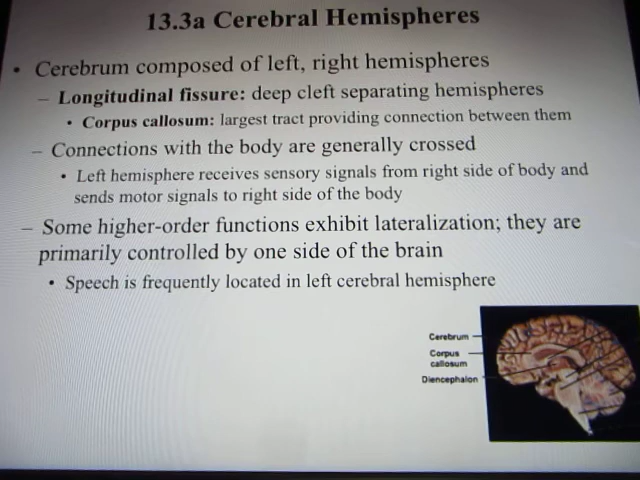 13.3a Cerebral Hemispheres
• Cerebrum composed of left, right hemispheres
– Longitudinal fissure: deep cleft separating hemispheres
• Corpus callosum: largest tract providing connection between them
– Connections with the body are generally crossed
• Left hemisphere receives sensory signals from right side of body and
sends motor signals to right side of the body
– Some higher-order functions exhibit lateralization; they are
primarily controlled by one side of the brain
• Speech is frequently located in left cerebral hemisphere
Cerebrum
Corpus
callosum
Diencephalon